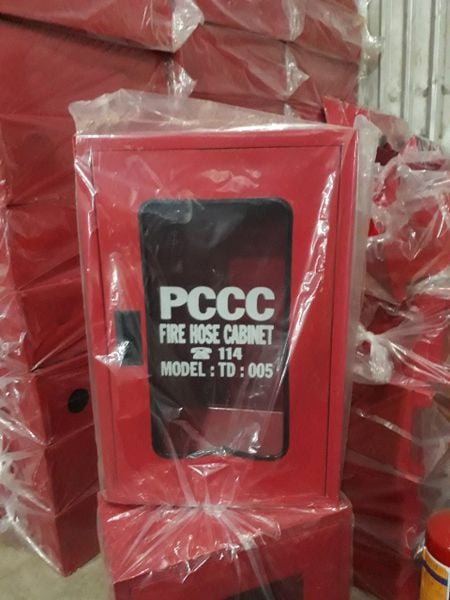 PCCC
FIRE HOSE CABINET
☎ 114
MODEL : TD : 005